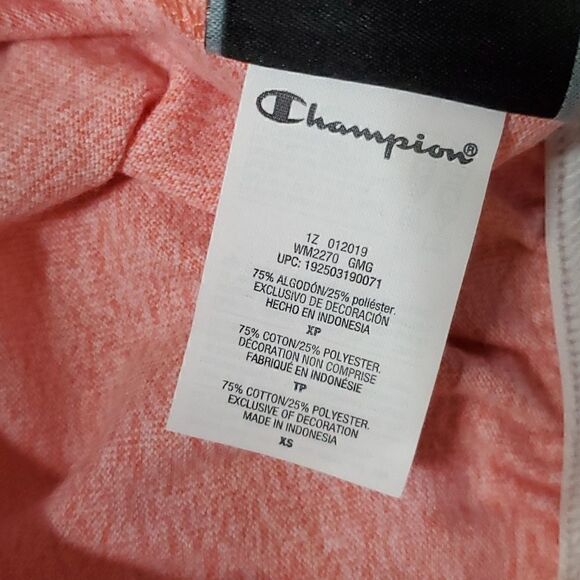 Champion®
1Z 012019
WM2270 GMG
UPC: 192503190071
75% ALGODÓN/25% poliéster.
EXCLUSIVO DE DECORACIÓN
HECHO EN INDONESIA
XP
75% COTON/25% POLYESTER.
DÉCORATION NON COMPRISE
FABRIQUÉ EN INDONÉSIE
TP
75% COTTON/25% POLYESTER.
EXCLUSIVE OF DECORATION
MADE IN INDONESIA
XS